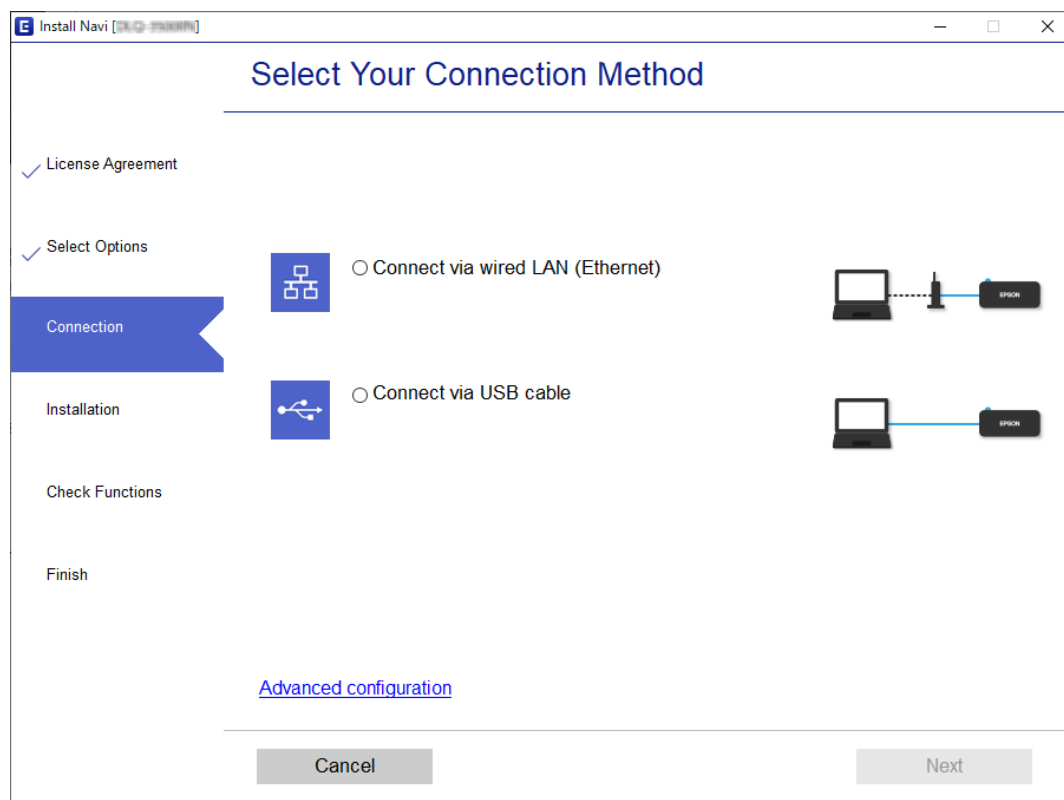 Install Navi [
Select Your Connection Method
License Agreement
Select Options
Connection
Installation
Check Functions
Finish
Connect via wired LAN (Ethernet)
EPSON
Connect via USB cable
EPSON
Advanced configuration
Cancel
Next